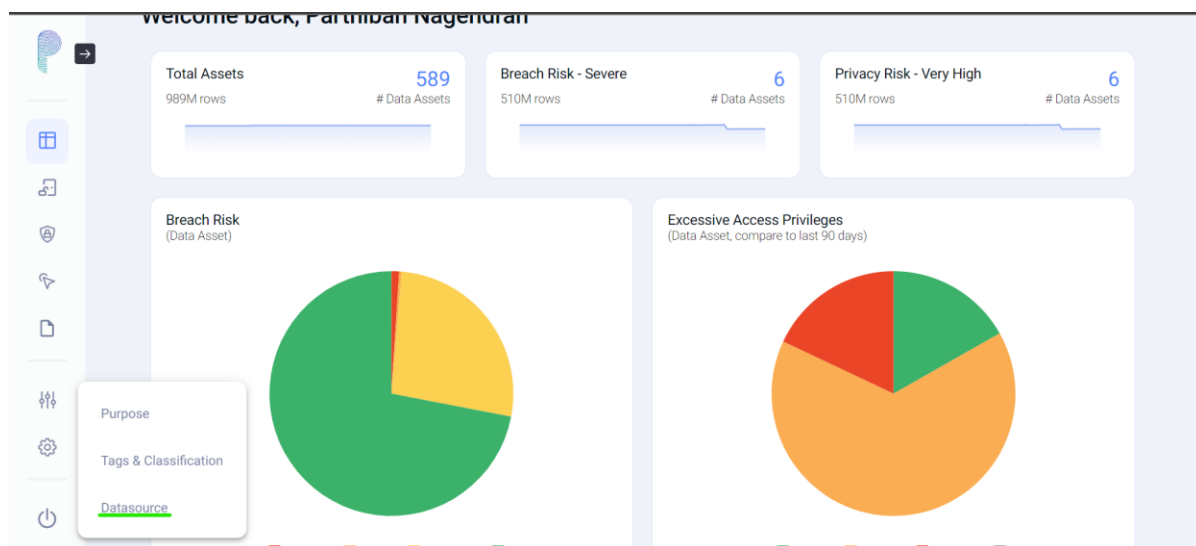 Welcome back, Parthiban Nagendran
Total Assets
589
989M rows
# Data Assets
Breach Risk - Severe
6
510M rows
# Data Assets
Privacy Risk - Very High
6
510M rows
# Data Assets
Breach Risk
(Data Asset)
Excessive Access Privileges
(Data Asset, compare to last 90 days)
Purpose
Tags & Classification
Datasource